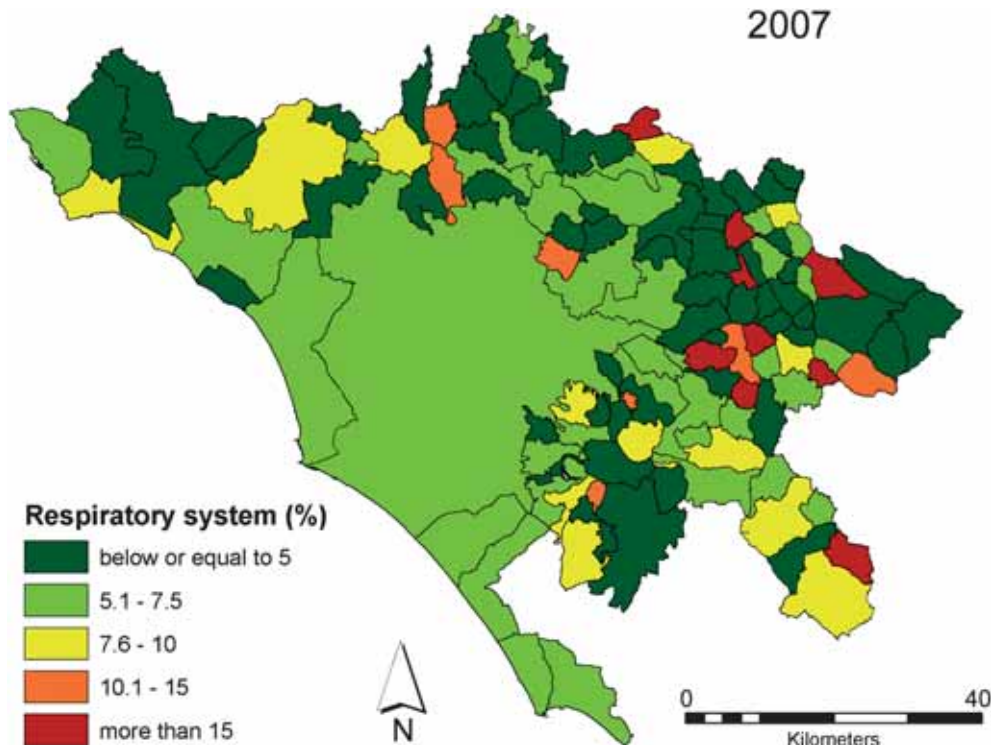 2007
Respiratory system (%)
below or equal to 5
5.1 - 7.5
7.6 - 10
10.1 - 15
more than 15
N
0 40
Kilometers